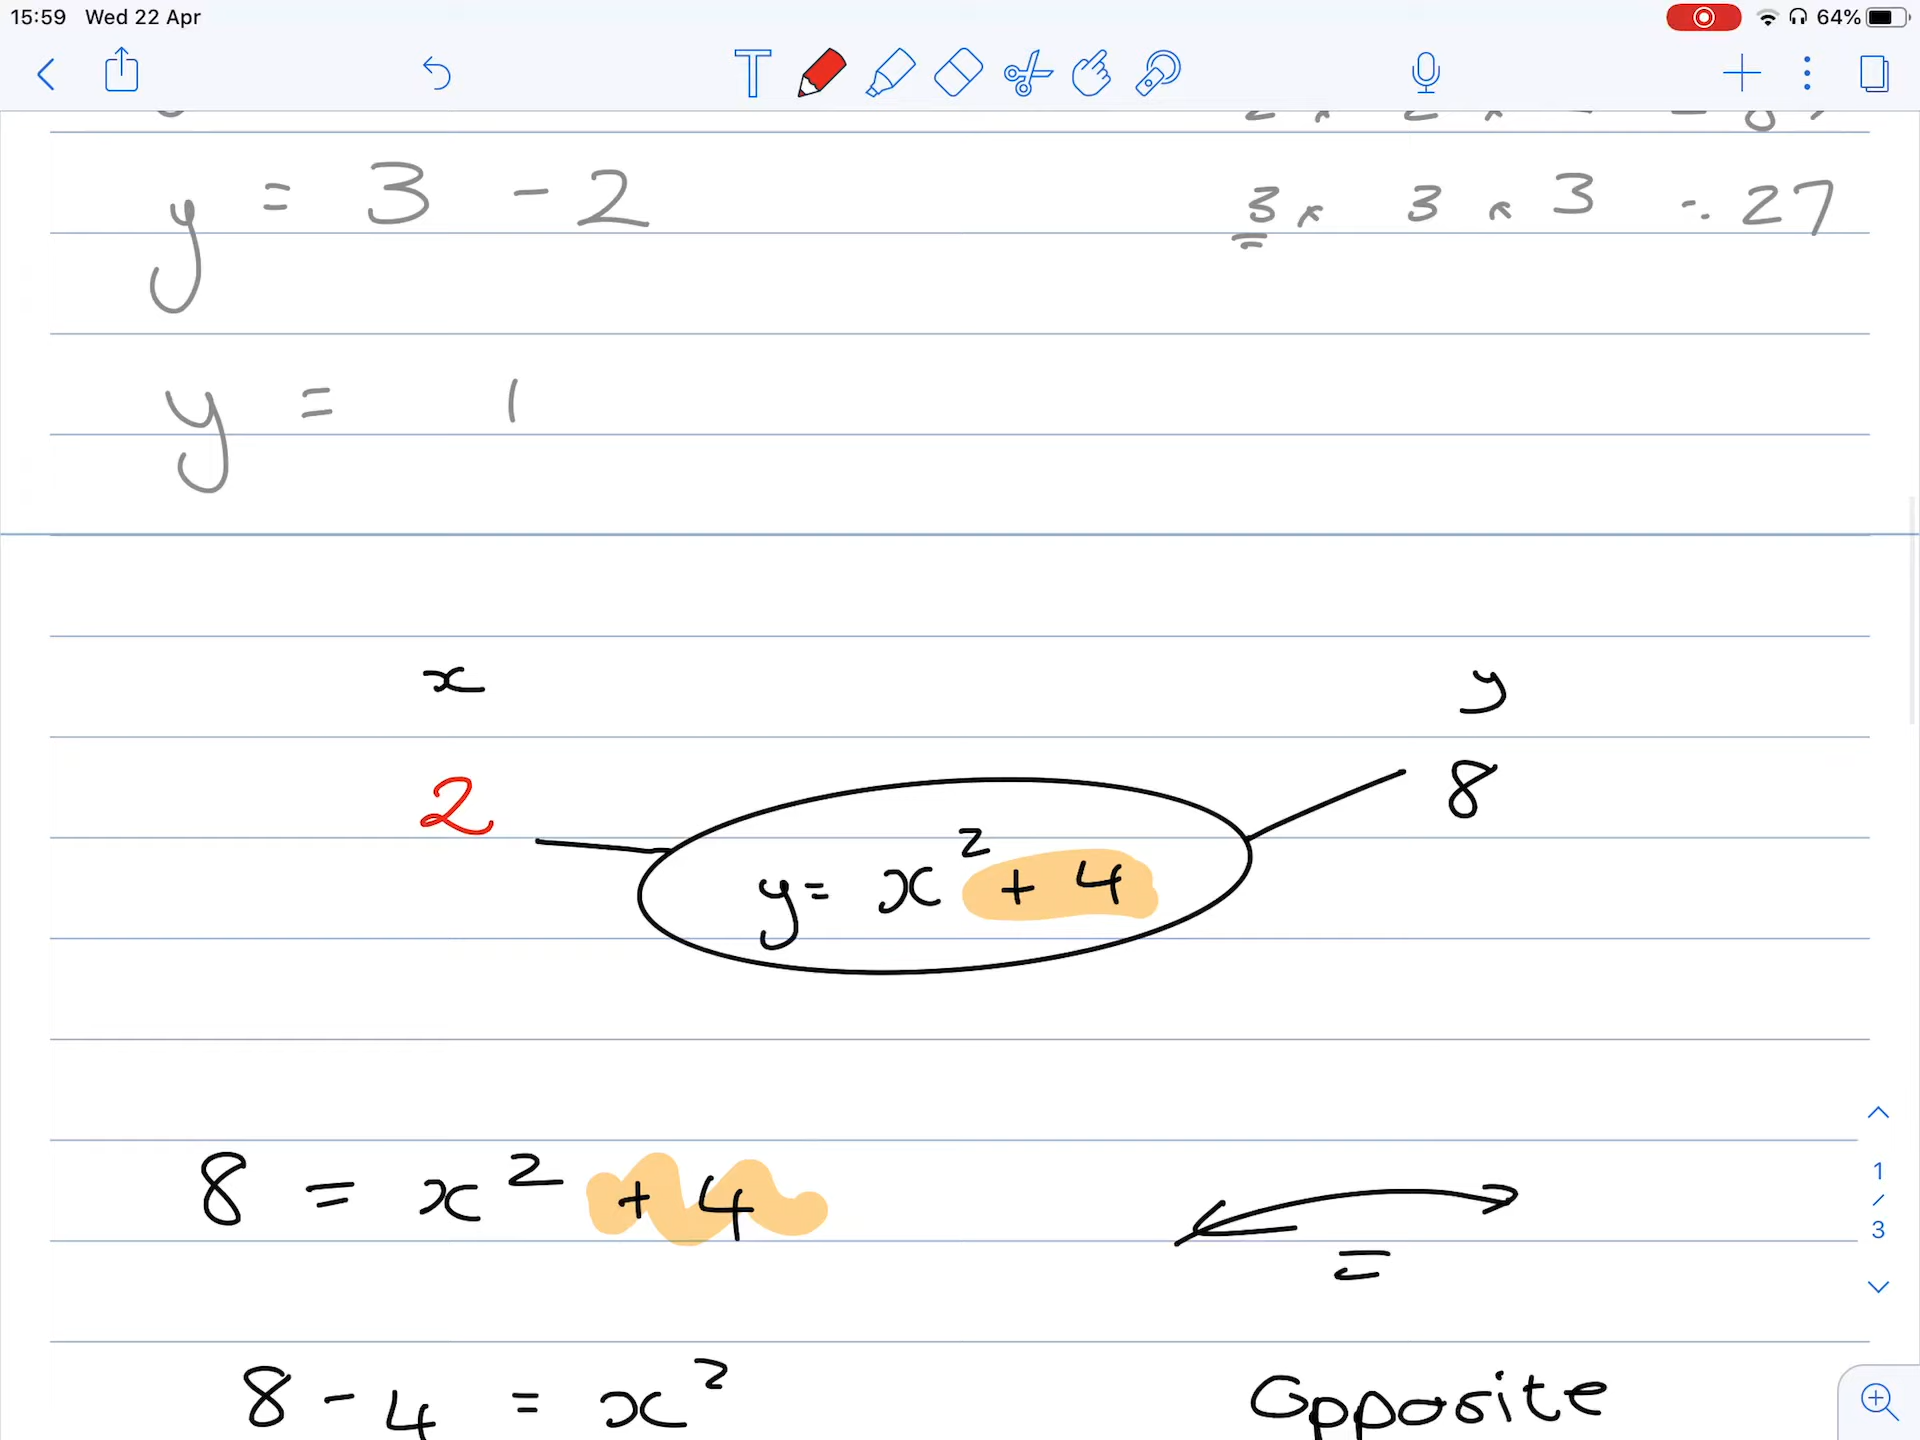 15:59 Wed 22 Apr 64%
T
y = 3 - 2
3 x 3 x 3 = 27
y = 1
x y
2 8
y = x² + 4
8 = x² + 4
=
1 / 3
8 - 4 = x²
Opposite